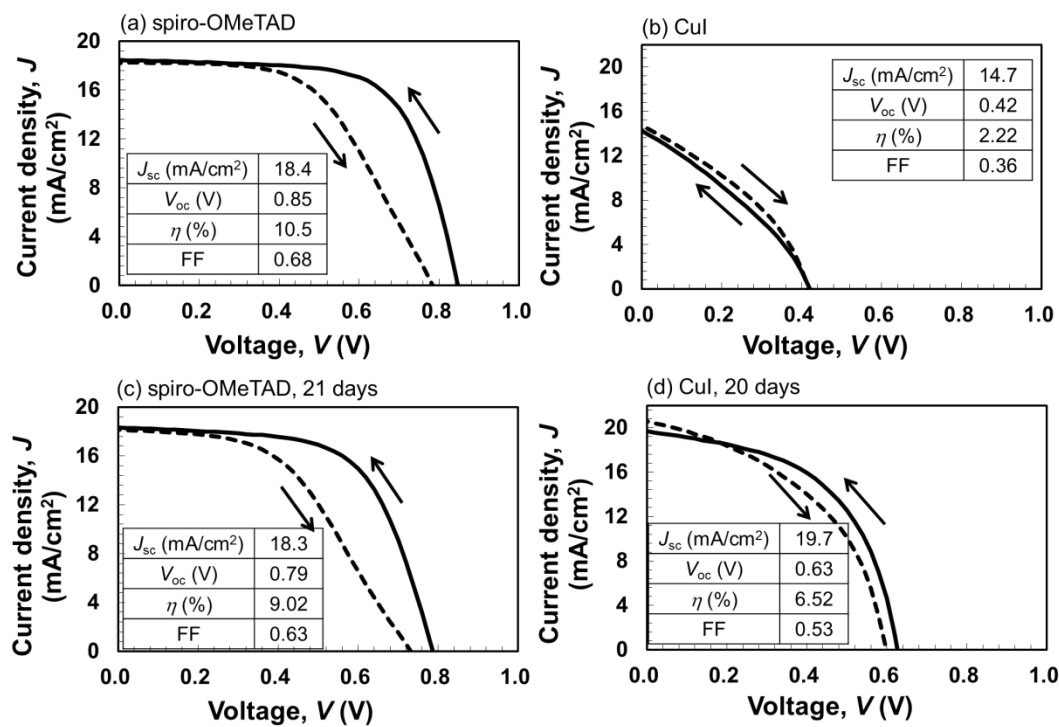 (a) spiro-OMeTAD
20
16
12
8
4
0
Current density, J
(mA/cm²)
Jsc (mA/cm²) 18.4
Voc (V) 0.85
η (%) 10.5
FF 0.68
0.0 0.2 0.4 0.6 0.8 1.0
Voltage, V (V)
(b) CuI
20
16
12
8
4
0
Current density, J
(mA/cm²)
Jsc (mA/cm²) 14.7
Voc (V) 0.42
η (%) 2.22
FF 0.36
0.0 0.2 0.4 0.6 0.8 1.0
Voltage, V (V)
(c) spiro-OMeTAD, 21 days
20
16
12
8
4
0
Current density, J
(mA/cm²)
Jsc (mA/cm²) 18.3
Voc (V) 0.79
η (%) 9.02
FF 0.63
0.0 0.2 0.4 0.6 0.8 1.0
Voltage, V (V)
(d) CuI, 20 days
20
16
12
8
4
0
Current density, J
(mA/cm²)
Jsc (mA/cm²) 19.7
Voc (V) 0.63
η (%) 6.52
FF 0.53
0.0 0.2 0.4 0.6 0.8 1.0
Voltage, V (V)